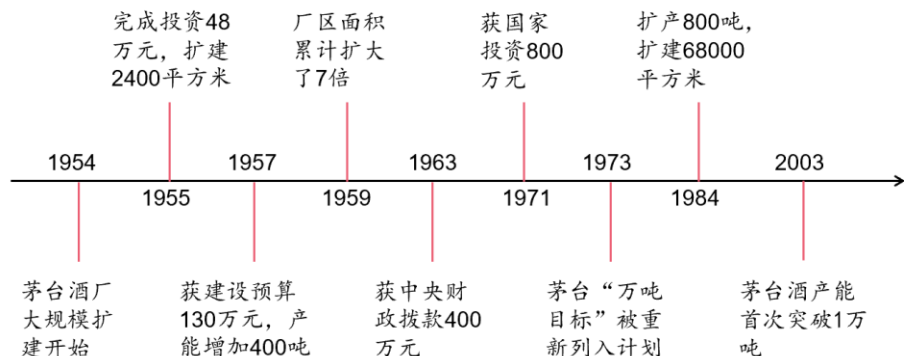 完成投资48
万元，扩建
2400平方米
厂区面积
累计扩大
了7倍
获国家
投资800
万元
扩产800吨，
扩建68000
平方米
1954
1957
1963
1973
2003
1955
1959
1971
1984
茅台酒厂
大规模扩
建开始
获建设预算
130万元，产
能增加400吨
获中央财
政拨款400
万元
茅台“万吨
目标”被重
新列入计划
茅台酒产能
首次突破1万
吨